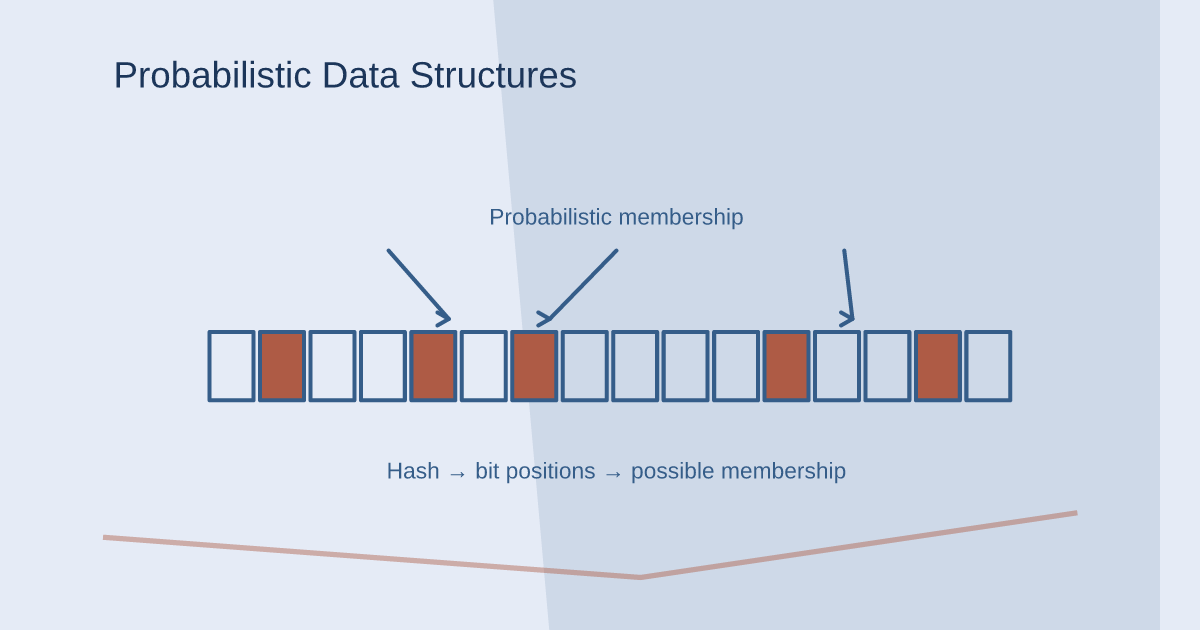 Probabilistic Data Structures
Probabilistic membership
Hash → bit positions → possible membership